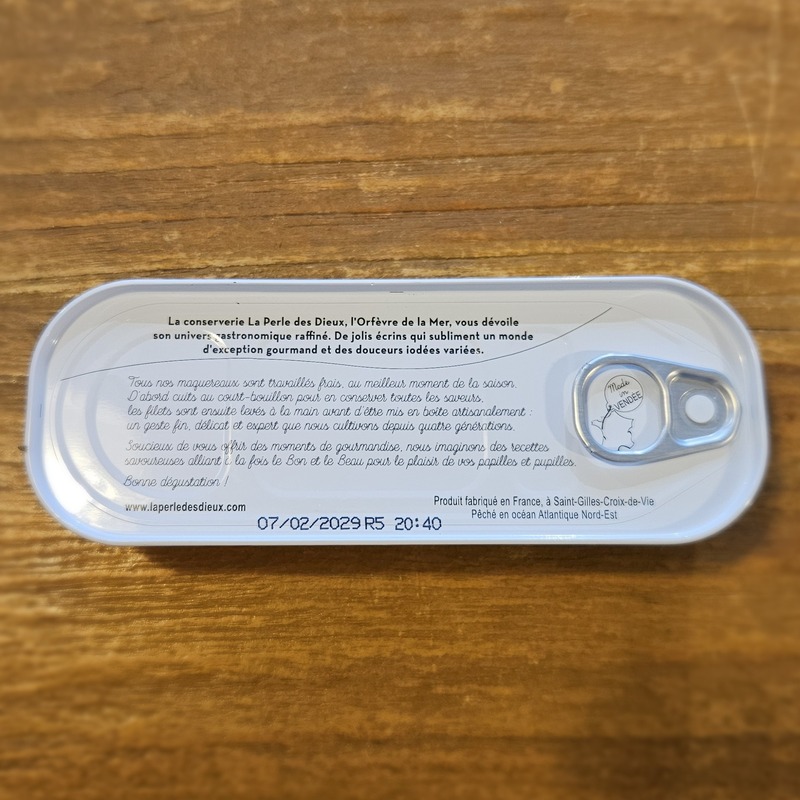 La conserverie La Perle des Dieux, l'Orfèvre de la Mer, vous dévoile
son univers gastronomique raffiné. De jolis écrins qui subliment un monde
d'exception gourmand et des douceurs iodées variées.
Tous nos maquereaux sont travaillés frais, au meilleur moment de la saison.
D'abord cuits au court-bouillon pour en conserver toutes les saveurs,
les filets sont ensuite levés à la main avant d'être mis en boîte artisanalement :
un geste fin, délicat et expert que nous cultivons depuis quatre générations.
Soucieux de vous offrir des moments de gourmandise, nous imaginons des recettes
savoureuses alliant à la fois le Bon et le Beau pour le plaisir de vos papilles et pupilles.
Bonne dégustation !
www.laperledesdieux.com
Produit fabriqué en France, à Saint-Gilles-Croix-de-Vie
Pêché en océan Atlantique Nord-Est
07/02/2029 R5 20:40
Made
in
VENDÉE